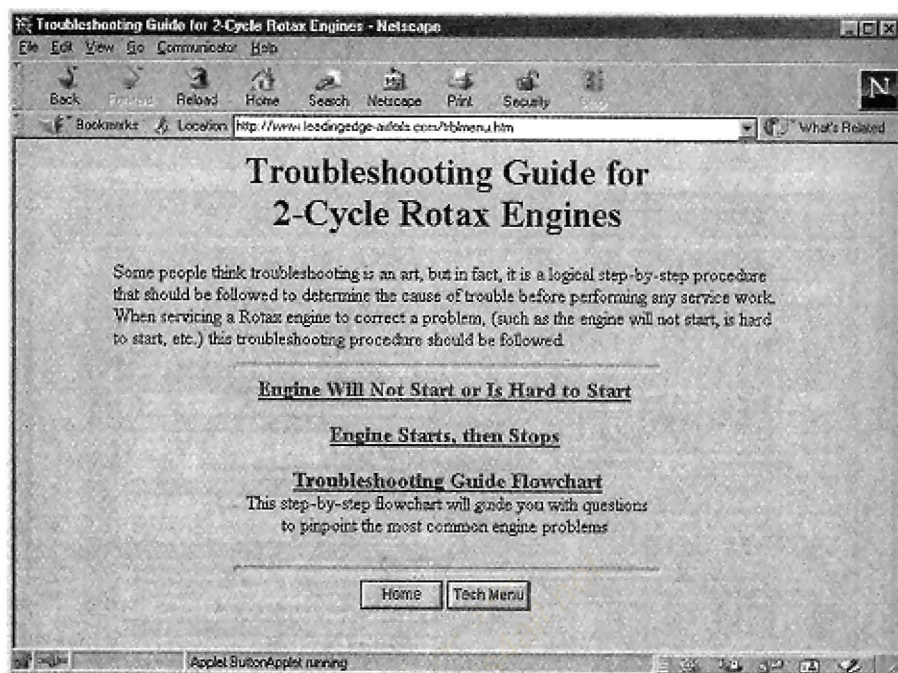 Troubleshooting Guide for 2-Cycle Rotax Engines - Netscape
File Edit View Go Communicator Help
Back Forward Reload Home Search Netscape Print Security Stop
Bookmarks Location http://www.leadingedge-airfoils.com/trblmenu.htm What's Related
N
Troubleshooting Guide for
2-Cycle Rotax Engines
Some people think troubleshooting is an art, but in fact, it is a logical step-by-step procedure
that should be followed to determine the cause of trouble before performing any service work.
When servicing a Rotax engine to correct a problem, (such as the engine will not start, is hard
to start, etc.) this troubleshooting procedure should be followed.
Engine Will Not Start or Is Hard to Start
Engine Starts, then Stops
Troubleshooting Guide Flowchart
This step-by-step flowchart will guide you with questions
to pinpoint the most common engine problems
Home Tech Menu
Applet ButtonApplet running